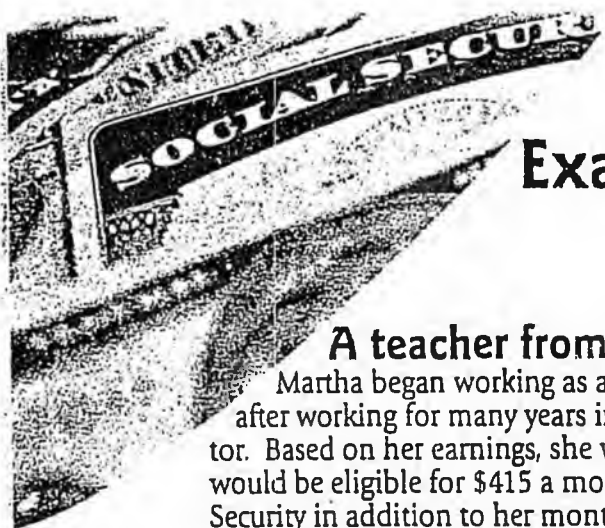 SOCIAL SECUR
Exa
A teacher from
Martha began working as a
after working for many years i
tor. Based on her earnings, she
would be eligible for $415 a mo
Security in addition to her mont